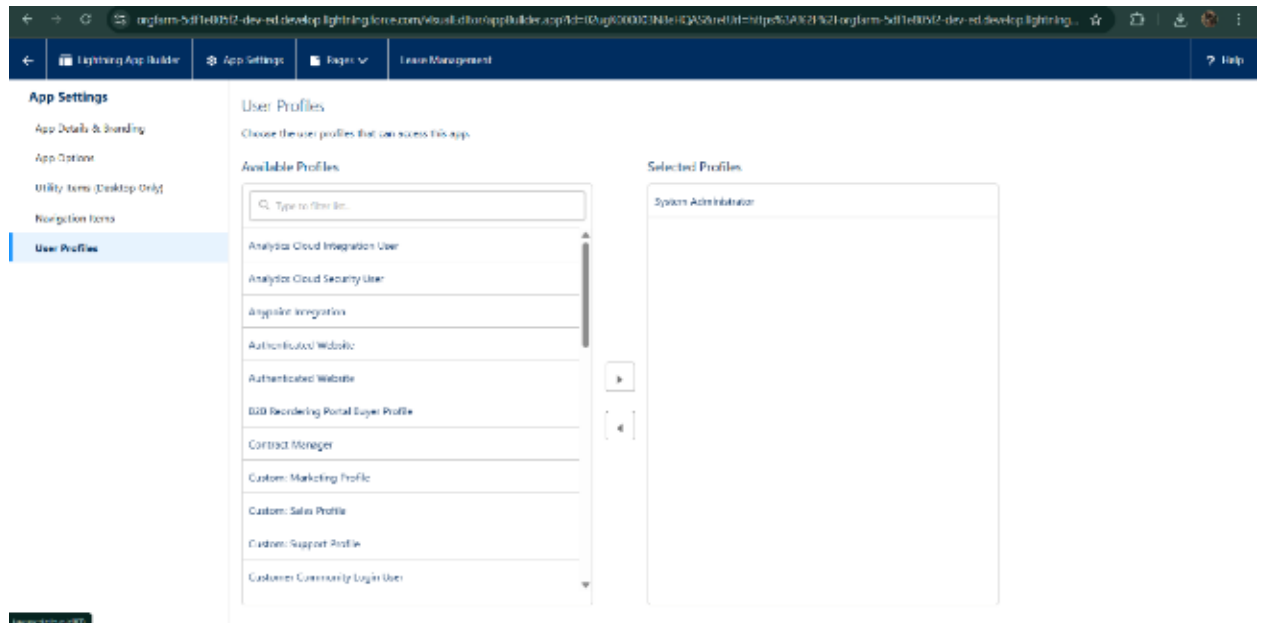 Lightning App Builder
App Settings
Pages
Lease Management
? Help
App Settings
App Details & Branding
App Options
Utility Items (Desktop Only)
Navigation Items
User Profiles
User Profiles
Choose the user profiles that can access this app.
Available Profiles
Type to filter list...
Analytics Cloud Integration User
Analytics Cloud Security User
Anypoint Integration
Authenticated Website
Authenticated Website
B2B Reordering Portal Buyer Profile
Contract Manager
Custom: Marketing Profile
Custom: Sales Profile
Custom: Support Profile
Customer Community Login User
Selected Profiles
System Administrator